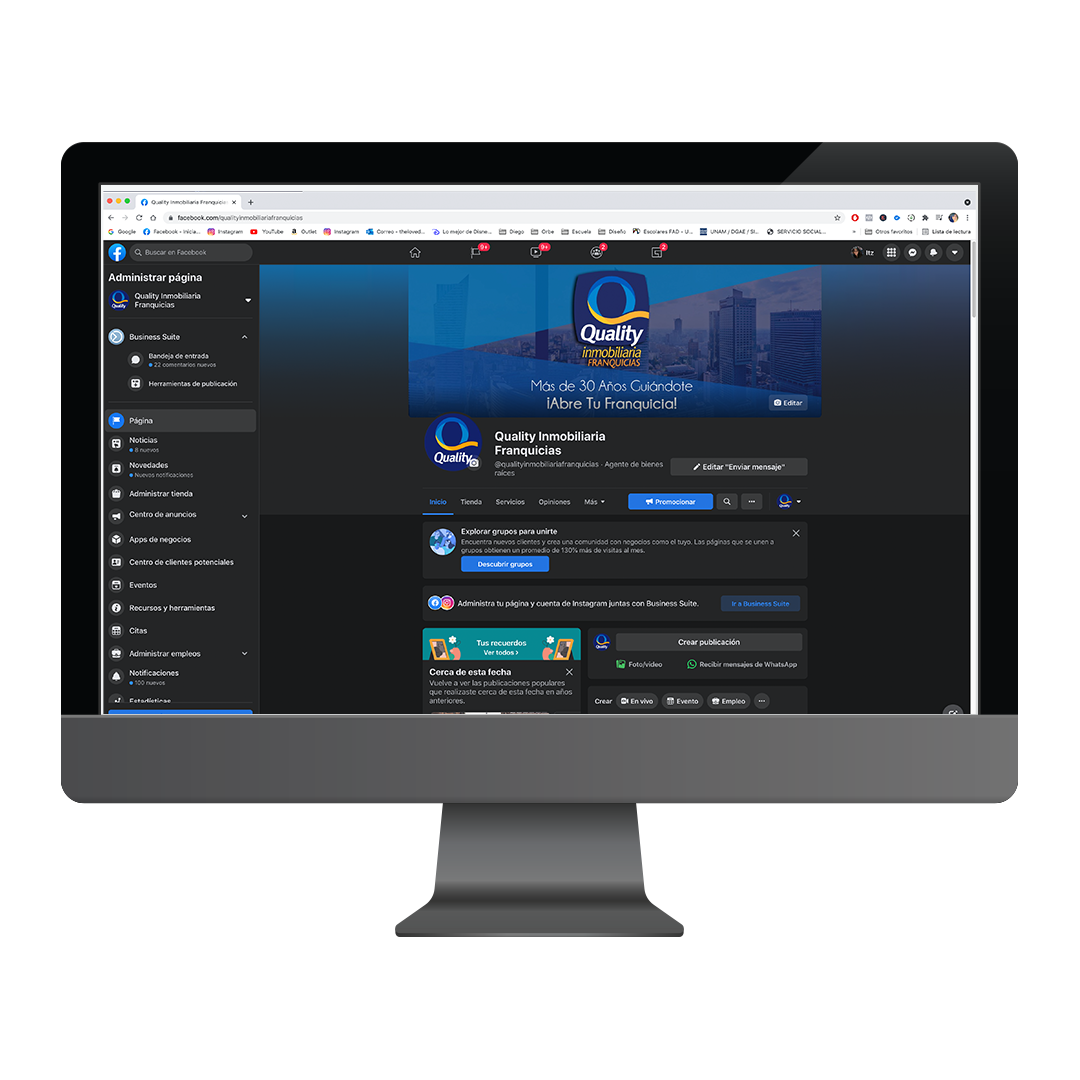 Quality Inmobiliaria Franquicia
facebook.com/qualityinmobiliariafranquicias
Google
Facebook - Inicia...
Instagram
YouTube
Outlet
Instagram
Correo - thelowed...
Lo mejor de Disne...
Diego
Orbe
Escuela
Diseño
Escolares FAD - U...
UNAM / DGAE / SI...
SERVICIO SOCIAL...
»
Otros favoritos
Lista de lectura
Buscar en Facebook
9+
9+
2
2
Itz
Administrar página
Quality Inmobiliaria
Franquicias
Business Suite
Bandeja de entrada
22 comentarios nuevos
Herramientas de publicación
Página
Noticias
8 nuevos
Novedades
Nuevos notificaciones
Administrar tienda
Centro de anuncios
Apps de negocios
Centro de clientes potenciales
Eventos
Recursos y herramientas
Citas
Administrar empleos
Notificaciones
100 nuevos
Estadísticas
Quality
inmobiliaria
FRANQUICIAS
Más de 30 Años Guiándote
¡Abre Tu Franquicia!
Editar
Quality
Quality Inmobiliaria
Franquicias
@qualityinmobiliariafranquicias · Agente de bienes
raíces
Editar "Enviar mensaje"
Inicio
Tienda
Servicios
Opiniones
Más
Promocionar
Explorar grupos para unirte
Encuentra nuevos clientes y crea una comunidad con negocios como el tuyo. Las páginas que se unen a
grupos obtienen un promedio de 130% más de visitas al mes.
Descubrir grupos
Administra tu página y cuenta de Instagram juntas con Business Suite.
Ir a Business Suite
Tus recuerdos
Ver todos ›
Cerca de esta fecha
Vuelve a ver las publicaciones populares
que realizaste cerca de esta fecha en años
anteriores.
Crear publicación
Foto/video
Recibir mensajes de WhatsApp
Crear
En vivo
Evento
Empleo